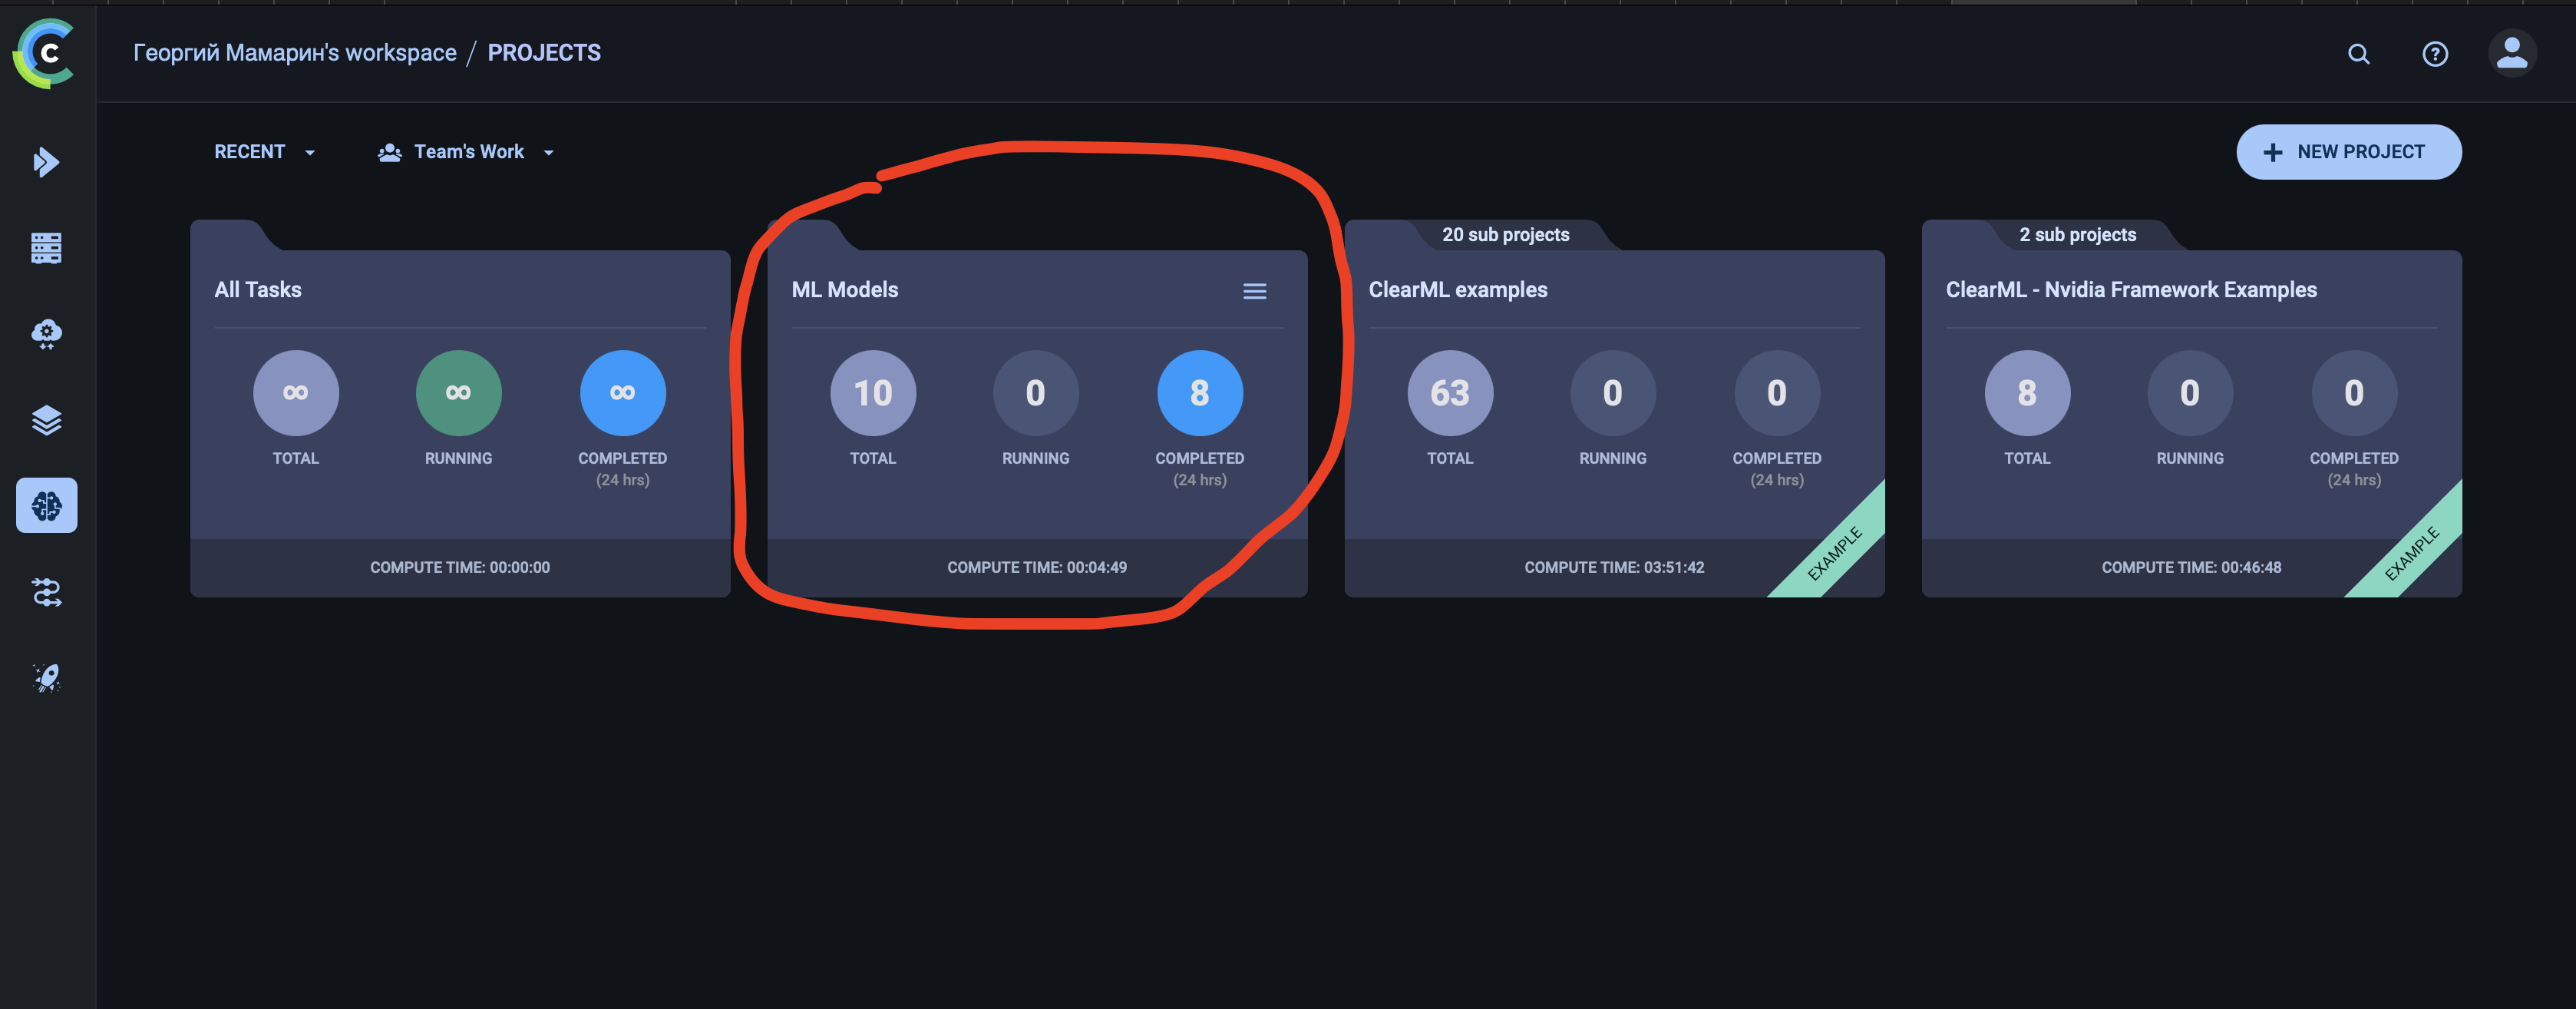 C
Георгий Мамарин's workspace / PROJECTS
?
RECENT
Team's Work
+ NEW PROJECT
All Tasks
∞ ∞ ∞
TOTAL RUNNING COMPLETED
(24 hrs)
COMPUTE TIME: 00:00:00
ML Models
10 0 8
TOTAL RUNNING COMPLETED
(24 hrs)
COMPUTE TIME: 00:04:49
20 sub projects
ClearML examples
63 0 0
TOTAL RUNNING COMPLETED
(24 hrs)
COMPUTE TIME: 03:51:42
EXAMPLE
2 sub projects
ClearML - Nvidia Framework Examples
8 0 0
TOTAL RUNNING COMPLETED
(24 hrs)
COMPUTE TIME: 00:46:48
EXAMPLE